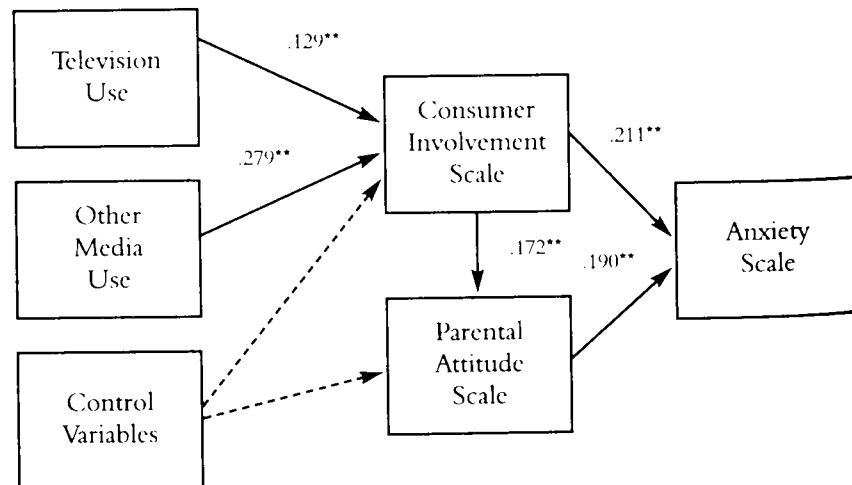 Television
Use
.129**
Consumer
Involvement
Scale
.211**
.279**
Other
Media
Use
Anxiety
Scale
.172**
.190**
Parental
Attitude
Scale
Control
Variables